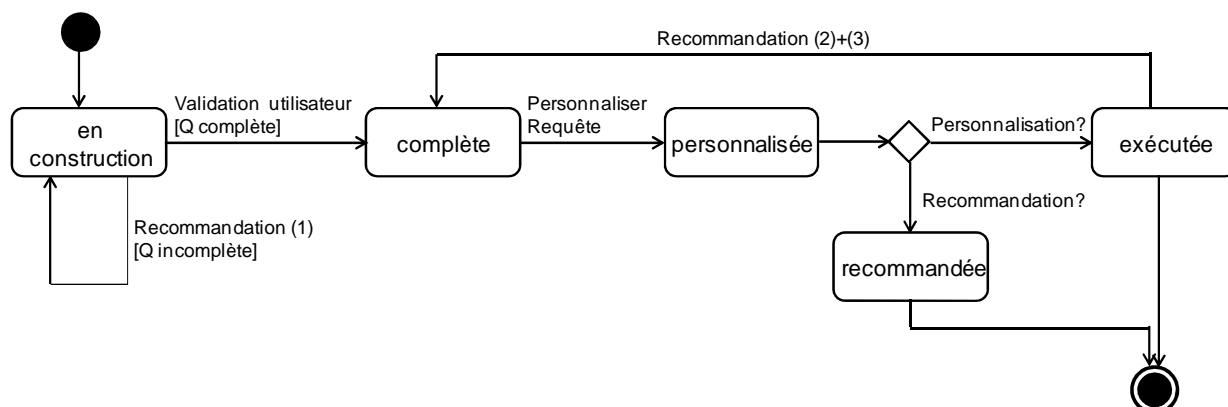 Recommandation (2)+(3)
Validation utilisateur
[Q complète]
Personnaliser
Requête
en
construction
complète
personnalisée
Personnalisation?
exécutée
Recommandation?
Recommandation (1)
[Q incomplète]
recommandée